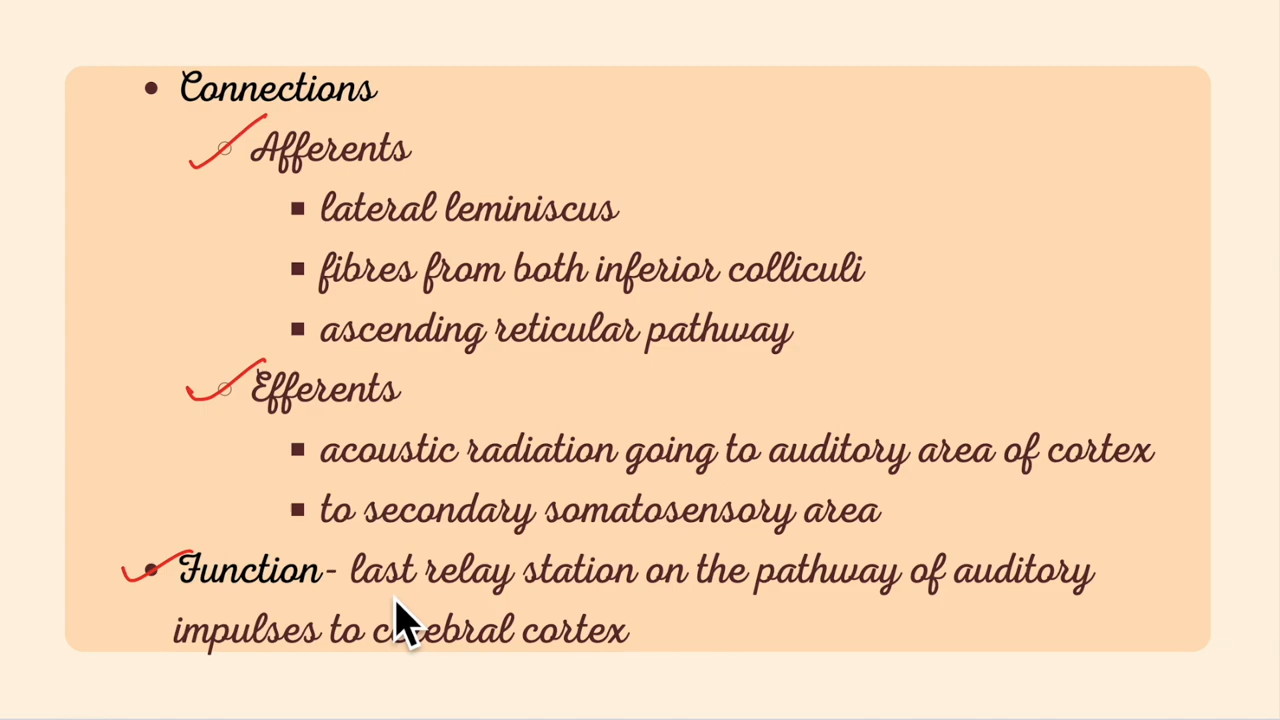 Connections
Afferents
lateral leminiscus
fibres from both inferior colliculi
ascending reticular pathway
Efferents
acoustic radiation going to auditory area of cortex
to secondary somatosensory area
Function- last relay station on the pathway of auditory
impulses to cerebral cortex